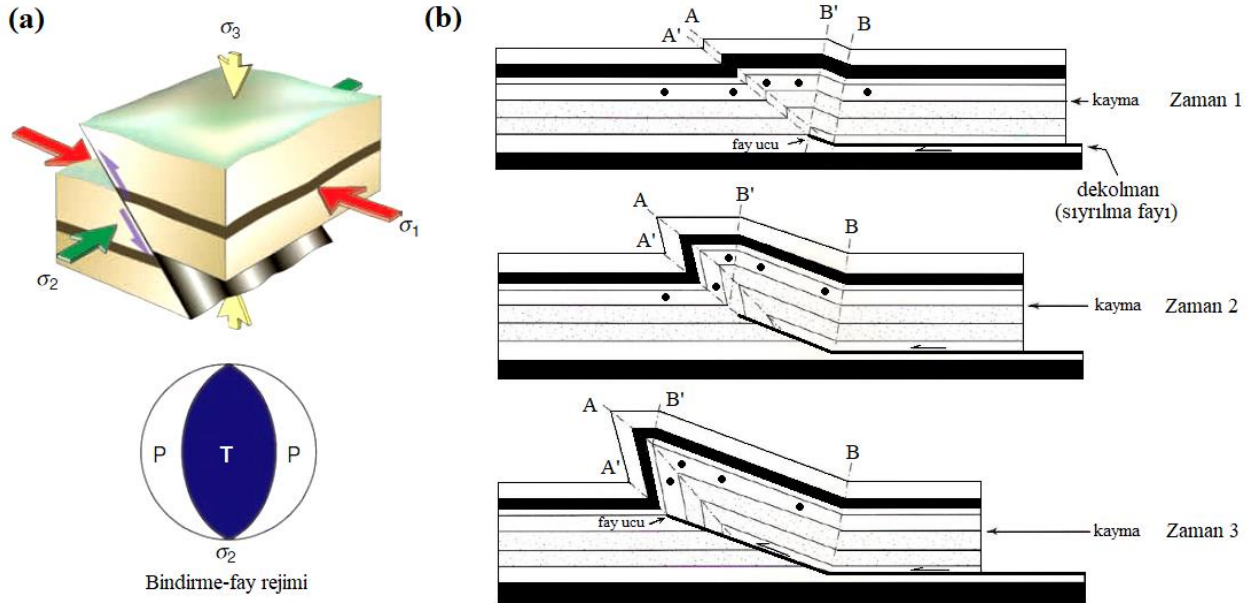 (a)
σ3
σ1
σ2
P
T
P
σ2
Bindirme-fay rejimi
(b)
A
A'
B'
B
fay ucu
kayma
Zaman 1
dekolman
(sıyrılma fayı)
A
A'
B'
B
kayma
Zaman 2
A
A'
B'
B
fay ucu
kayma
Zaman 3